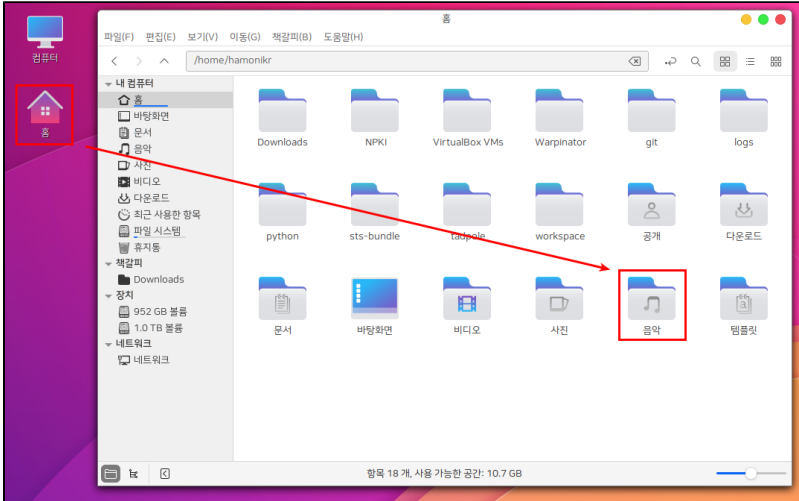 컴퓨터
홈
홈
파일(F) 편집(E) 보기(V) 이동(G) 책갈피(B) 도움말(H)
/home/hamonikr
내 컴퓨터
홈
바탕화면
문서
음악
사진
비디오
다운로드
최근 사용한 항목
파일 시스템
휴지통
책갈피
Downloads
장치
952 GB 볼륨
1.0 TB 볼륨
네트워크
네트워크
Downloads NPKI VirtualBox VMs Warpinator git logs
python sts-bundle tadpole workspace 공개 다운로드
문서 바탕화면 비디오 사진 음악 템플릿
항목 18 개, 사용 가능한 공간: 10.7 GB